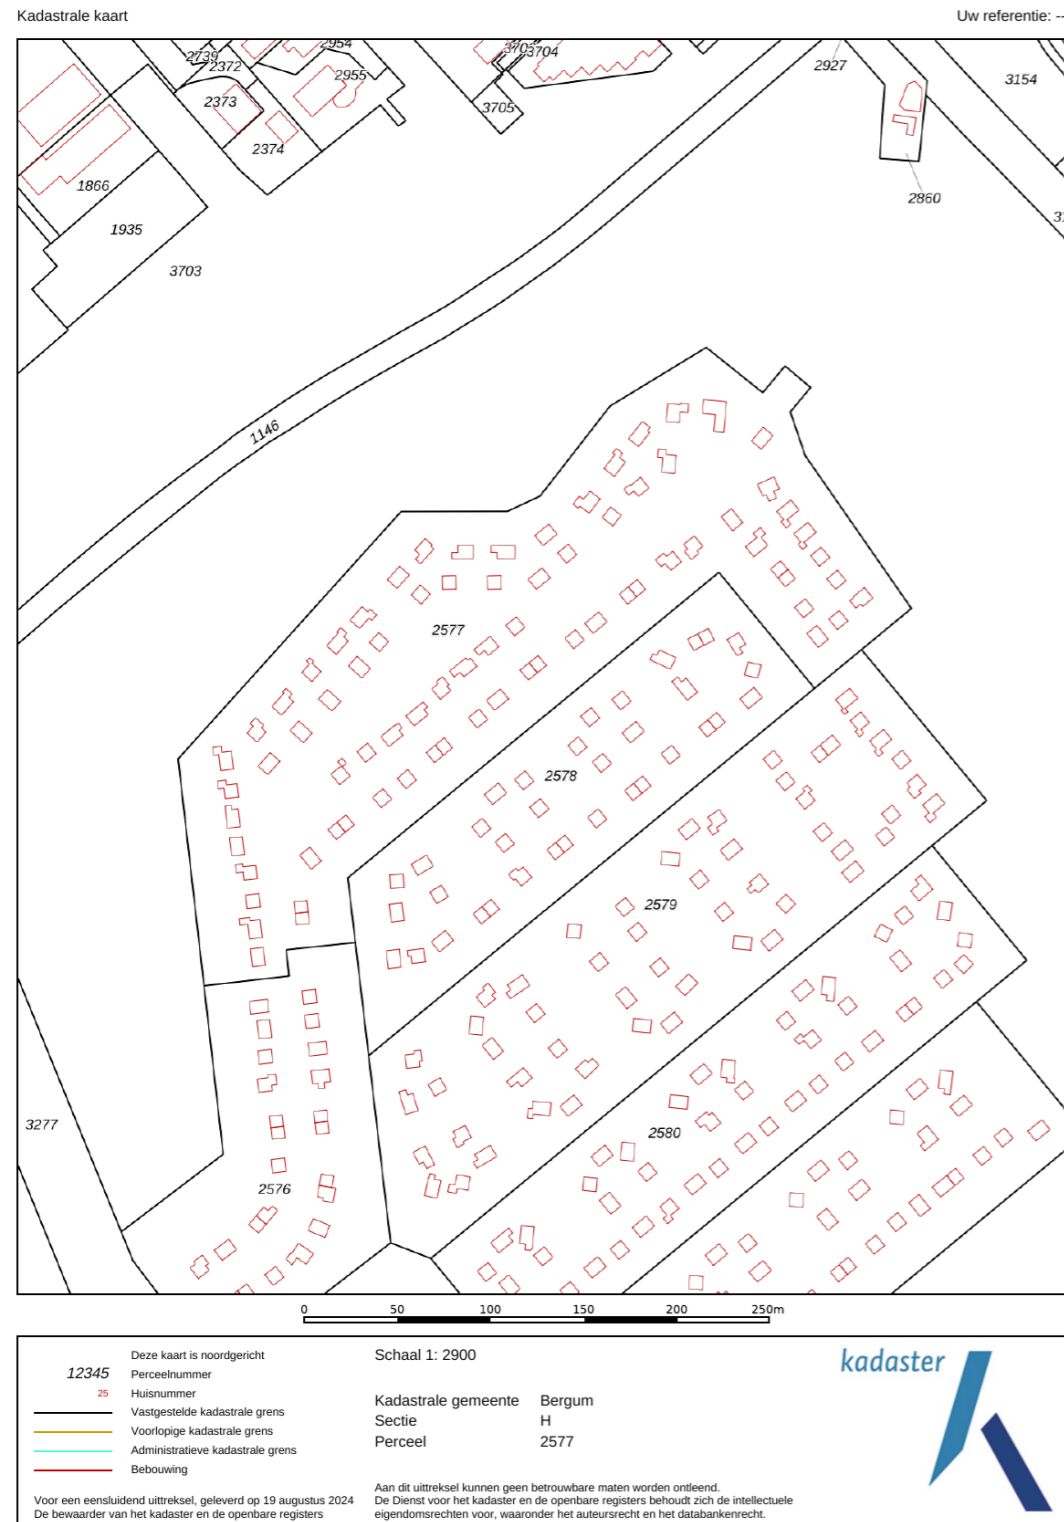 Kadastrale kaart
Uw referentie: --
2739
2372
2954
2955
2373
2374
3704
3705
2927
3154
1866
1935
3703
2860
1146
2577
2578
2579
2580
3277
2576
0 50 100 150 200 250m
Deze kaart is noordgericht
12345 Perceelnummer
25 Huisnummer
Vastgestelde kadastrale grens
Voorlopige kadastrale grens
Administratieve kadastrale grens
Bebouwing
Voor een eensluidend uittreksel, geleverd op 19 augustus 2024
De bewaarder van het kadaster en de openbare registers
Schaal 1: 2900
Kadastrale gemeente Bergum
Sectie H
Perceel 2577
Aan dit uittreksel kunnen geen betrouwbare maten worden ontleend.
De Dienst voor het kadaster en de openbare registers behoudt zich de intellectuele
eigendomsrechten voor, waaronder het auteursrecht en het databankenrecht.
kadaster